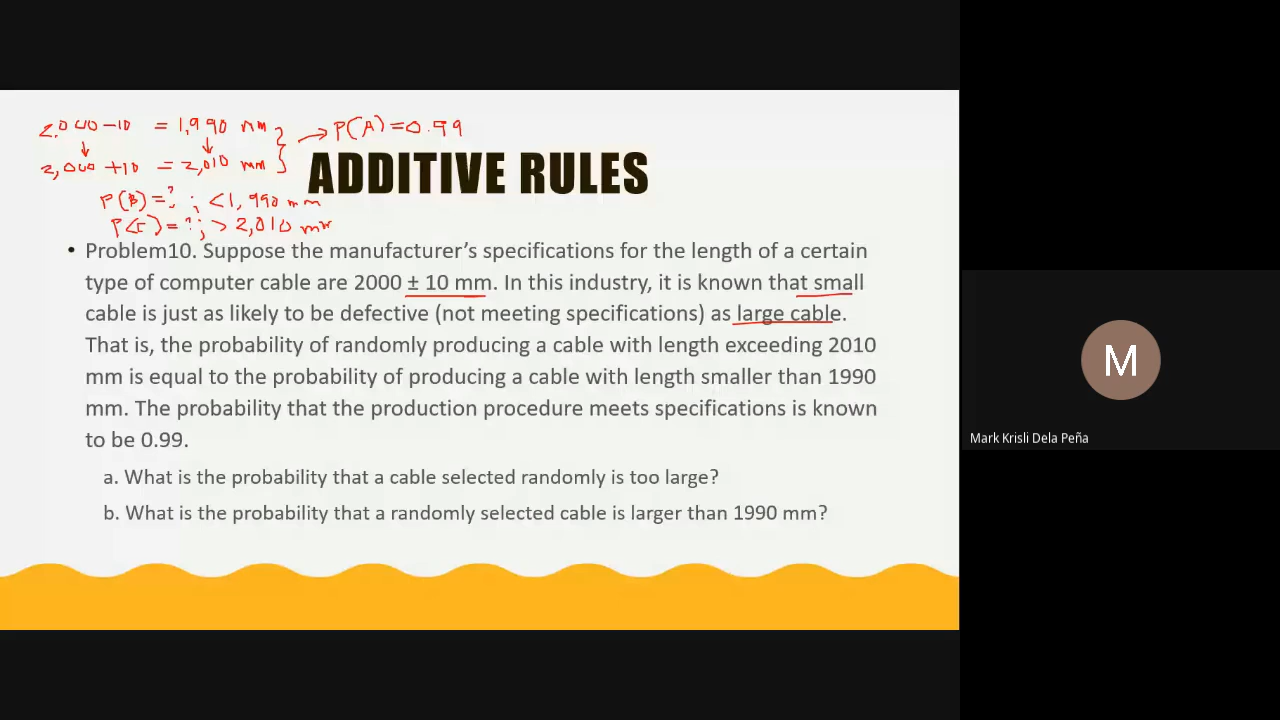 2,000 - 10 = 1,990 mm
→ P(A) = 0.99
2,000 + 10 = 2,010 mm
ADDITIVE RULES
P(B) = ? ; < 1,990 mm
P(C) = ? ; > 2,010 mm
• Problem10. Suppose the manufacturer's specifications for the length of a certain
type of computer cable are 2000 ± 10 mm. In this industry, it is known that small
cable is just as likely to be defective (not meeting specifications) as large cable.
That is, the probability of randomly producing a cable with length exceeding 2010
mm is equal to the probability of producing a cable with length smaller than 1990
mm. The probability that the production procedure meets specifications is known
to be 0.99.
a. What is the probability that a cable selected randomly is too large?
b. What is the probability that a randomly selected cable is larger than 1990 mm?
M
Mark Krisli Dela Peña